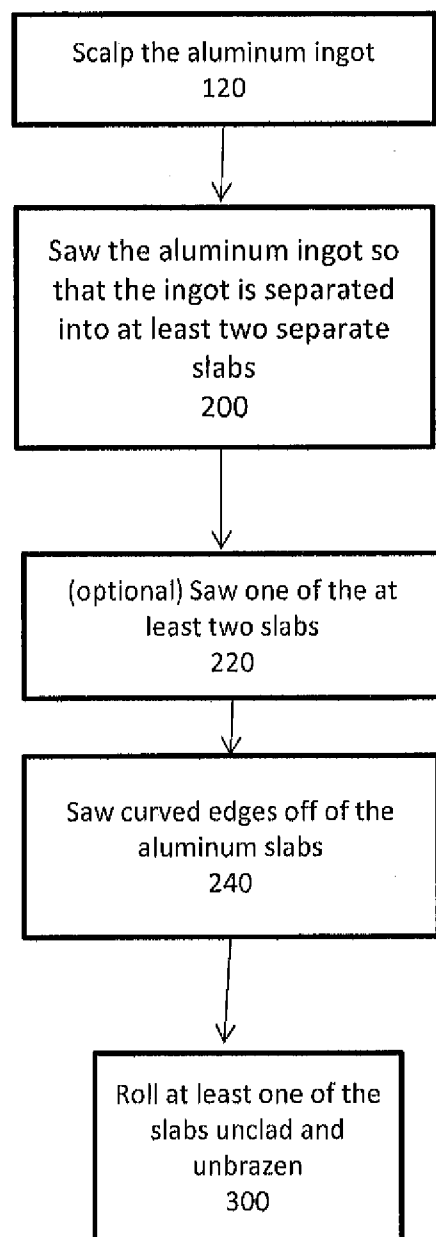 Scalp the aluminum ingot
120
Saw the aluminum ingot so
that the ingot is separated
into at least two separate
slabs
200
(optional) Saw one of the at
least two slabs
220
Saw curved edges off of the
aluminum slabs
240
Roll at least one of the
slabs unclad and
unbrazen
300